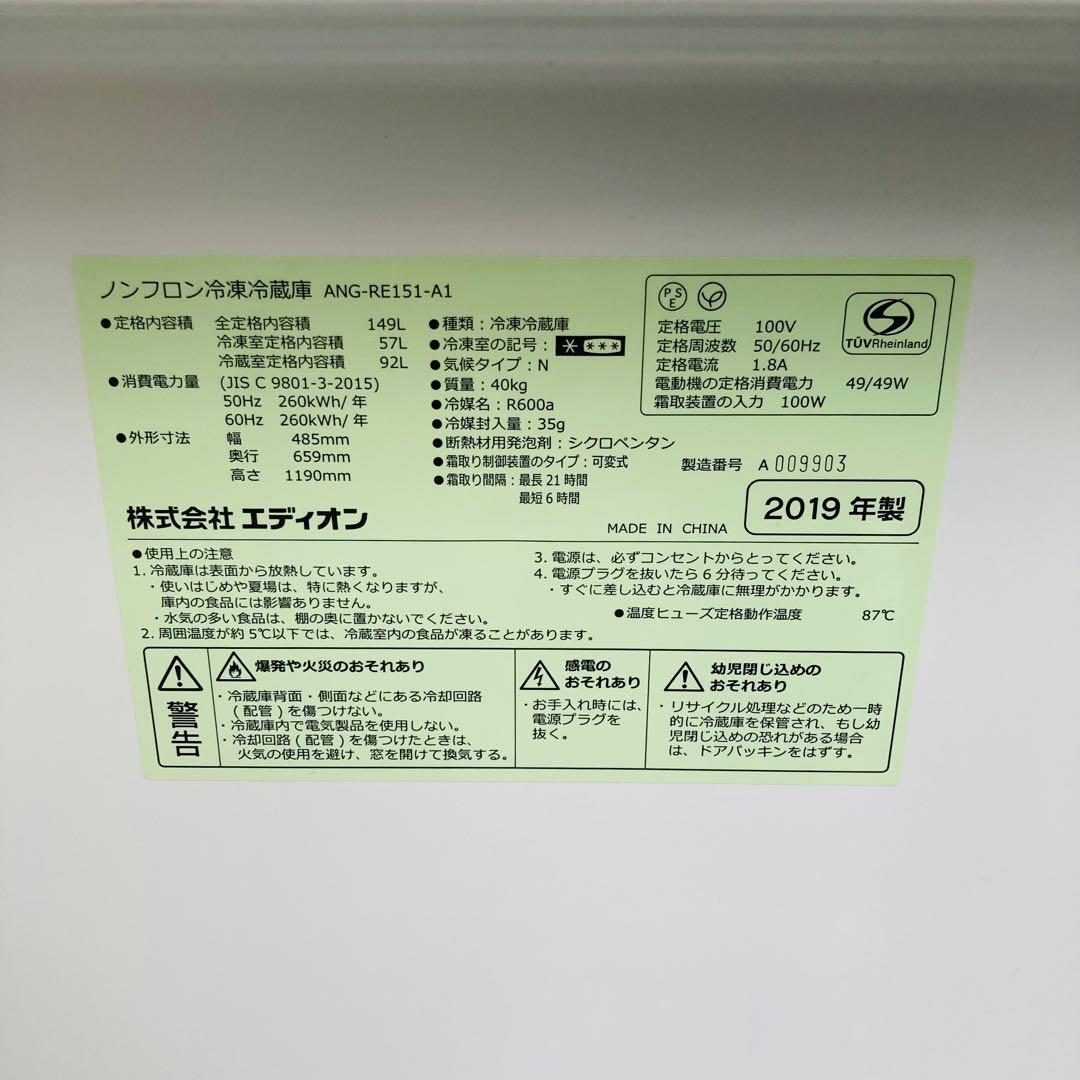 ノンフロン冷凍冷蔵庫 ANG-RE151-A1
●定格内容積 全定格内容積 149L
冷凍室定格内容積 57L
冷蔵室定格内容積 92L
●消費電力量 (JIS C 9801-3-2015)
50Hz 260kWh/年
60Hz 260kWh/年
●外形寸法 幅 485mm
奥行 659mm
高さ 1190mm
●種類：冷凍冷蔵庫
●冷凍室の記号：* ***
●気候タイプ：N
●質量：40kg
●冷媒名：R600a
●冷媒封入量：35g
●断熱材用発泡剤：シクロペンタン
●霜取り制御装置のタイプ：可変式
●霜取り間隔：最長 21 時間
最短 6 時間
PSE
定格電圧 100V
定格周波数 50/60Hz
定格電流 1.8A
電動機の定格消費電力 49/49W
霜取装置の入力 100W
TÜVRheinland
製造番号 A 009903
株式会社 エディオン
MADE IN CHINA
2019 年製
●使用上の注意
1. 冷蔵庫は表面から放熱しています。
・使いはじめや夏場は、特に熱くなりますが、
庫内の食品には影響ありません。
・水気の多い食品は、棚の奥に置かないでください。
2. 周囲温度が約 5℃以下では、冷蔵室内の食品が凍ることがあります。
3. 電源は、必ずコンセントからとってください。
4. 電源プラグを抜いたら 6 分待ってください。
・すぐに差し込むと冷蔵庫に無理がかかります。
●温度ヒューズ定格動作温度 87℃
警告
爆発や火災のおそれあり
・冷蔵庫背面・側面などにある冷却回路
(配管) を傷つけない。
・冷蔵庫内で電気製品を使用しない。
・冷却回路 (配管) を傷つけたときは、
火気の使用を避け、窓を開けて換気する。
感電の
おそれあり
・お手入れ時には、
電源プラグを
抜く。
幼児閉じ込めの
おそれあり
・リサイクル処理などのため一時
的に冷蔵庫を保管され、もし幼
児閉じ込めの恐れがある場合
は、ドアパッキンをはずす。